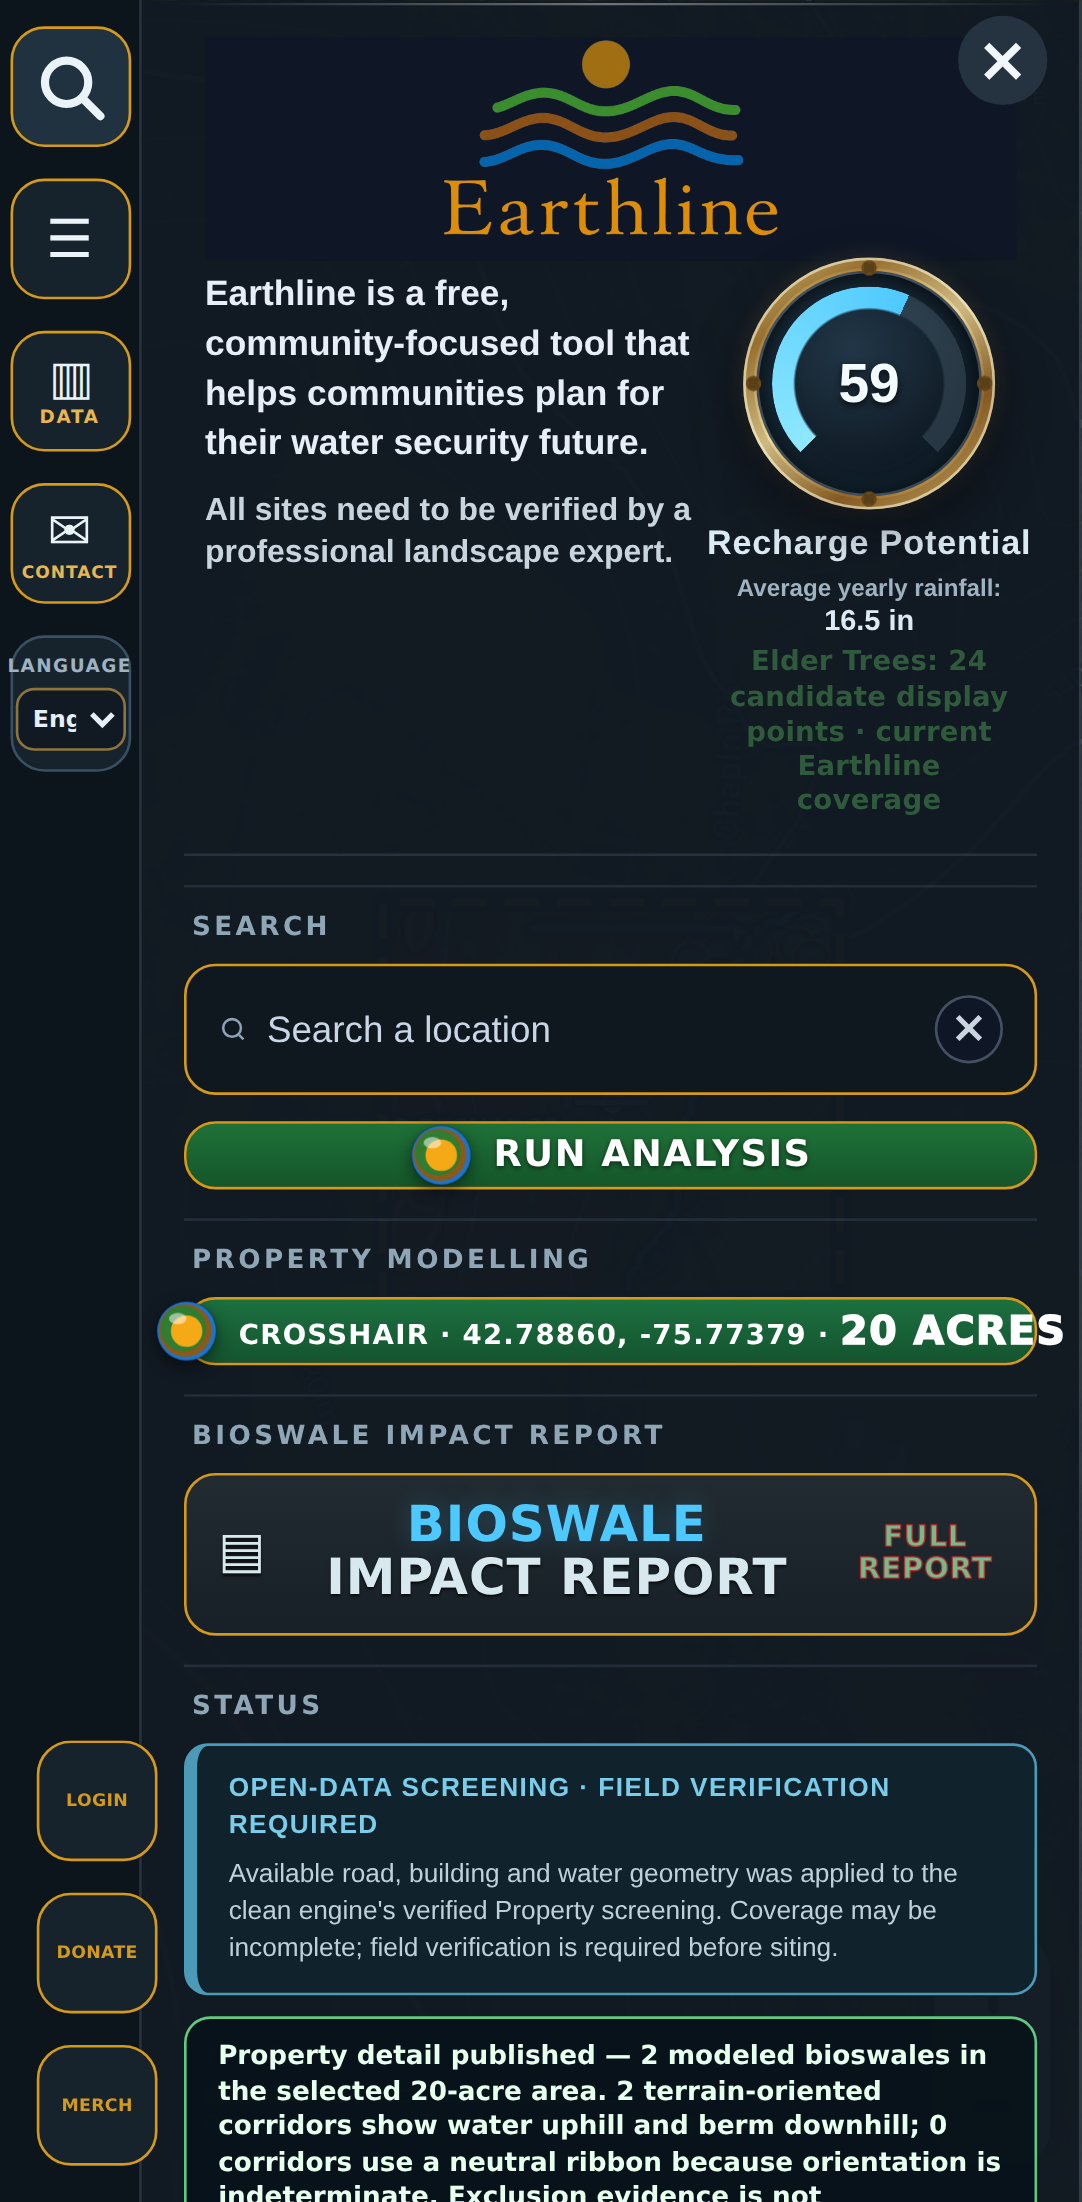 Earthline
Earthline is a free,
community-focused tool that
helps communities plan for
their water security future.
All sites need to be verified by a
professional landscape expert.
59
Recharge Potential
Average yearly rainfall:
16.5 in
Elder Trees: 24
candidate display
points · current
Earthline
coverage
DATA
CONTACT
LANGUAGE
Eng
SEARCH
Search a location
RUN ANALYSIS
PROPERTY MODELLING
CROSSHAIR · 42.78860, -75.77379 · 20 ACRES
BIOSWALE IMPACT REPORT
BIOSWALE
IMPACT REPORT
FULL
REPORT
STATUS
LOGIN
DONATE
MERCH
OPEN-DATA SCREENING · FIELD VERIFICATION
REQUIRED
Available road, building and water geometry was applied to the
clean engine's verified Property screening. Coverage may be
incomplete; field verification is required before siting.
Property detail published — 2 modeled bioswales in
the selected 20-acre area. 2 terrain-oriented
corridors show water uphill and berm downhill; 0
corridors use a neutral ribbon because orientation is
indeterminate. Exclusion evidence is not